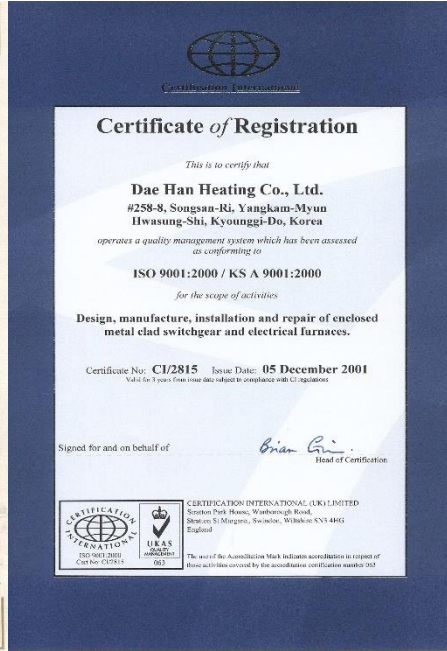 Certification International
Certificate of Registration
This is to certify that
Dae Han Heating Co., Ltd.
#258-8, Songsan-Ri, Yangkam-Myun
Hwasung-Shi, Kyounggi-Do, Korea
operates a quality management system which has been assessed
as conforming to
ISO 9001:2000 / KS A 9001:2000
for the scope of activities
Design, manufacture, installation and repair of enclosed
metal clad switchgear and electrical furnaces.
Certificate No: CI/2815 Issue Date: 05 December 2001
Valid for 3 years from issue date subject to compliance with CI regulations
Signed for and on behalf of
Brian
Head of Certification
CERTIFICATION INTERNATIONAL
ISO 9001:2000
Cert No: CI/2815
UKAS
QUALITY
MANAGEMENT
063
CERTIFICATION INTERNATIONAL (UK) LIMITED
Stratton Park House, Wanborough Road,
Stratton St Margaret, Swindon, Wiltshire SN3 4HG
England
The use of the Accreditation Mark indicates accreditation in respect of
those activities covered by the accreditation certification number 063